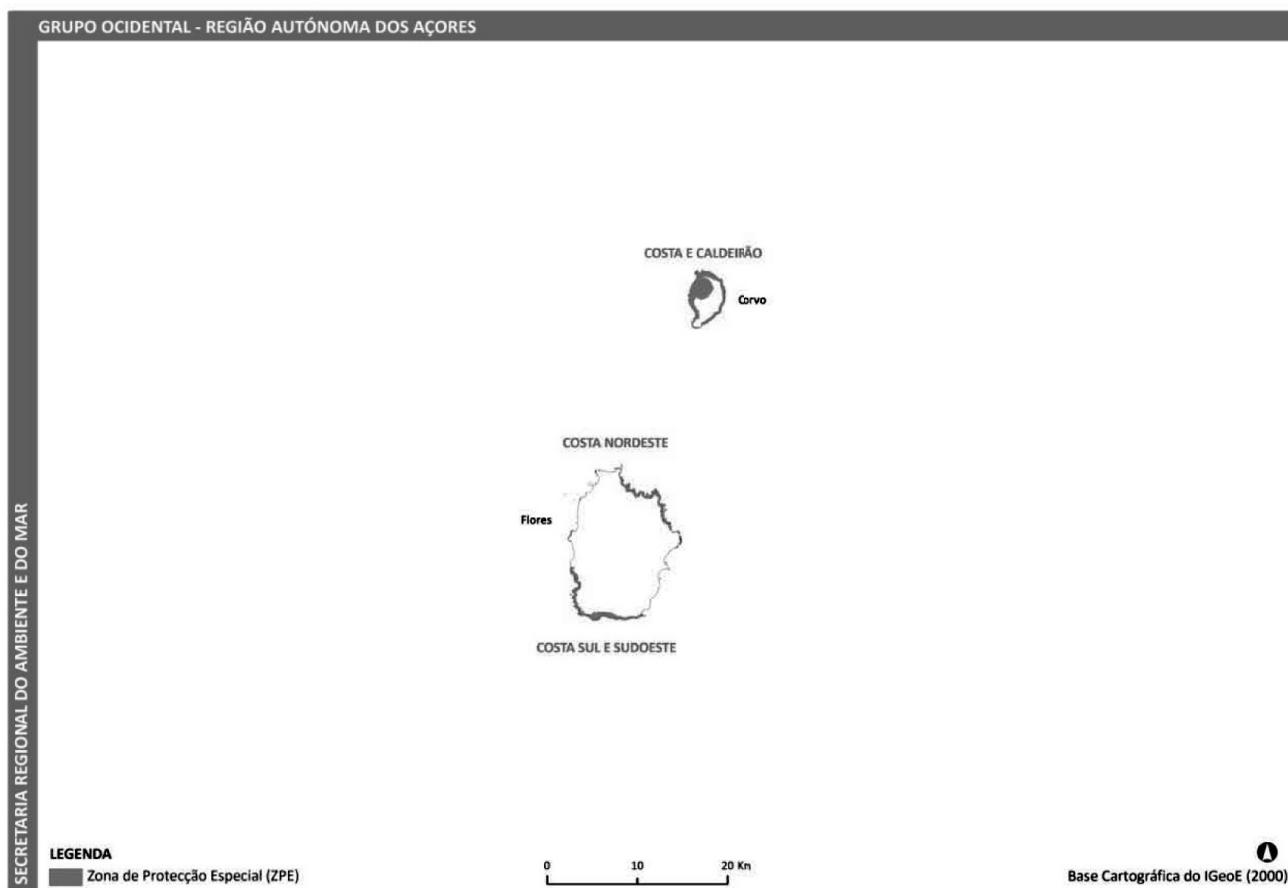 GRUPO OCIDENTAL - REGIÃO AUTÓNOMA DOS AÇORES
SECRETARIA REGIONAL DO AMBIENTE E DO MAR
COSTA E CALDEIRÃO
Corvo
COSTA NORDESTE
Flores
COSTA SUL E SUDOESTE
LEGENDA
Zona de Protecção Especial (ZPE)
0 10 20 Km
Base Cartográfica do IGeoE (2000)